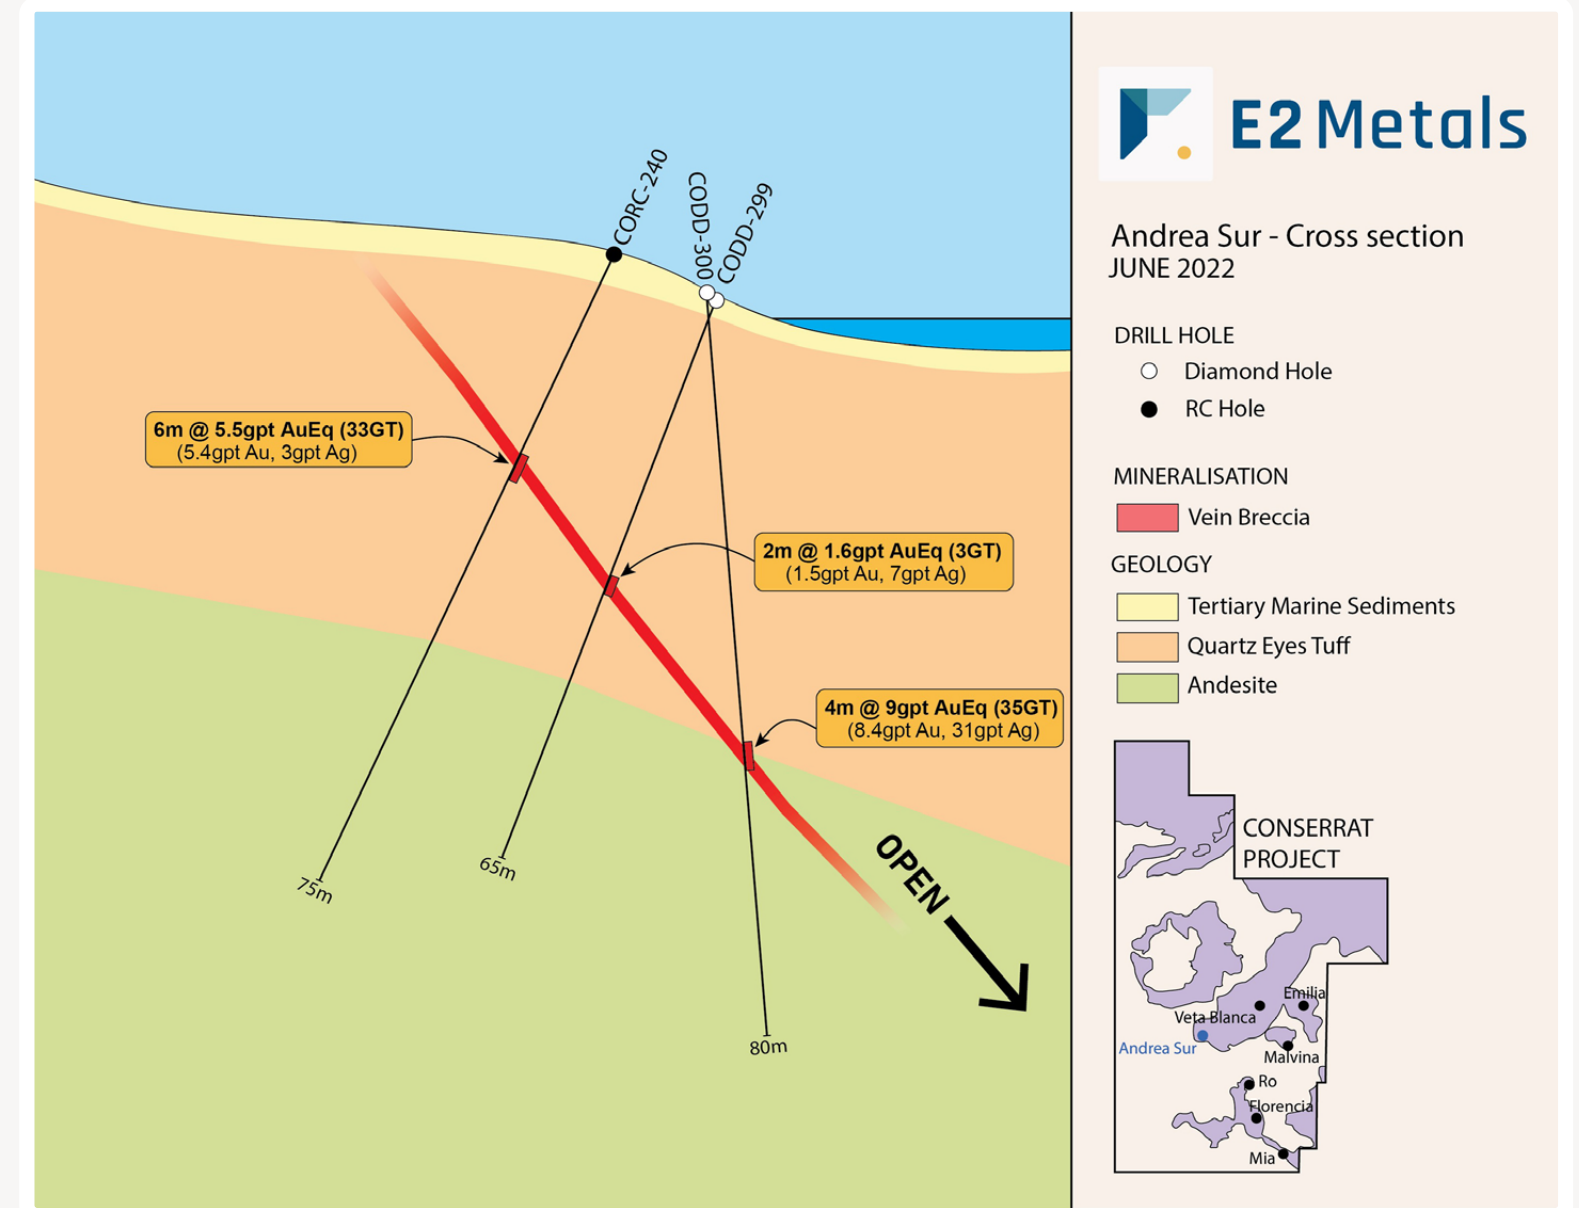 CORC-240
CODD-300
CODD-299
6m @ 5.5gpt AuEq (33GT)
(5.4gpt Au, 3gpt Ag)
2m @ 1.6gpt AuEq (3GT)
(1.5gpt Au, 7gpt Ag)
4m @ 9gpt AuEq (35GT)
(8.4gpt Au, 31gpt Ag)
OPEN
75m
65m
80m
E2 Metals
Andrea Sur - Cross section
JUNE 2022
DRILL HOLE
Diamond Hole
RC Hole
MINERALISATION
Vein Breccia
GEOLOGY
Tertiary Marine Sediments
Quartz Eyes Tuff
Andesite
CONSERRAT
PROJECT
Emilia
Veta Blanca
Andrea Sur
Malvina
Ro
Florencia
Mia